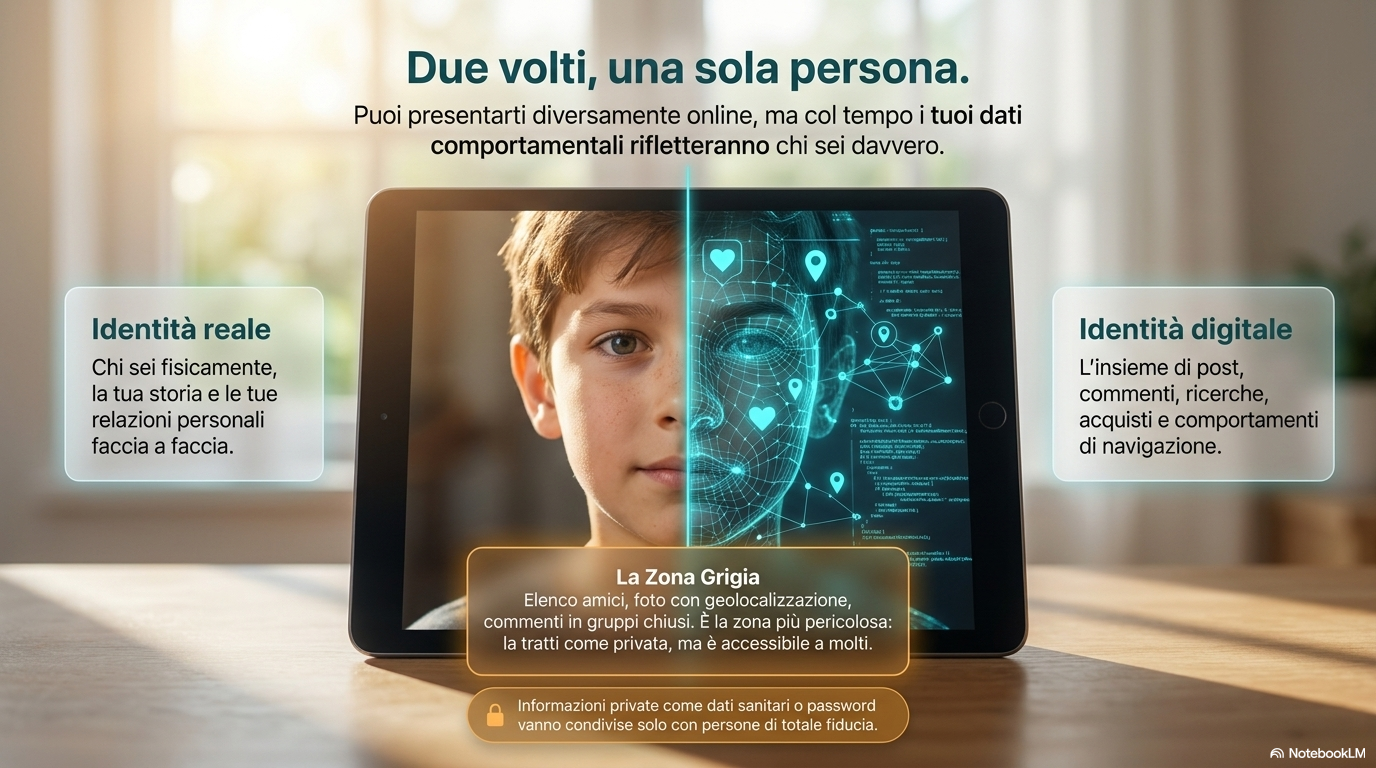 Due volti, una sola persona.
Puoi presentarti diversamente online, ma col tempo i tuoi dati
comportamentali rifletteranno chi sei davvero.
Identità reale
Chi sei fisicamente,
la tua storia e le tue
relazioni personali
faccia a faccia.
Identità digitale
L'insieme di post,
commenti, ricerche,
acquisti e comportamenti
di navigazione.
La Zona Grigia
Elenco amici, foto con geolocalizzazione,
commenti in gruppi chiusi. È la zona più pericolosa:
la tratti come privata, ma è accessibile a molti.
Informazioni private come dati sanitari o password
vanno condivise solo con persone di totale fiducia.
NotebookLM